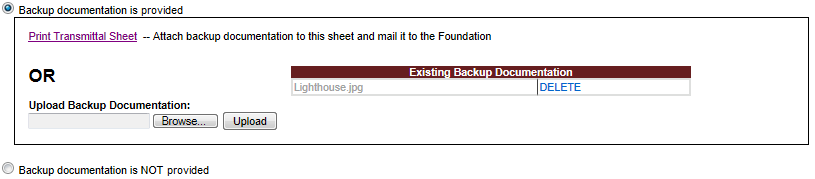 Backup documentation is provided
Print Transmittal Sheet -- Attach backup documentation to this sheet and mail it to the Foundation
OR
Existing Backup Documentation
Lighthouse.jpg DELETE
Upload Backup Documentation:
Browse... Upload
Backup documentation is NOT provided